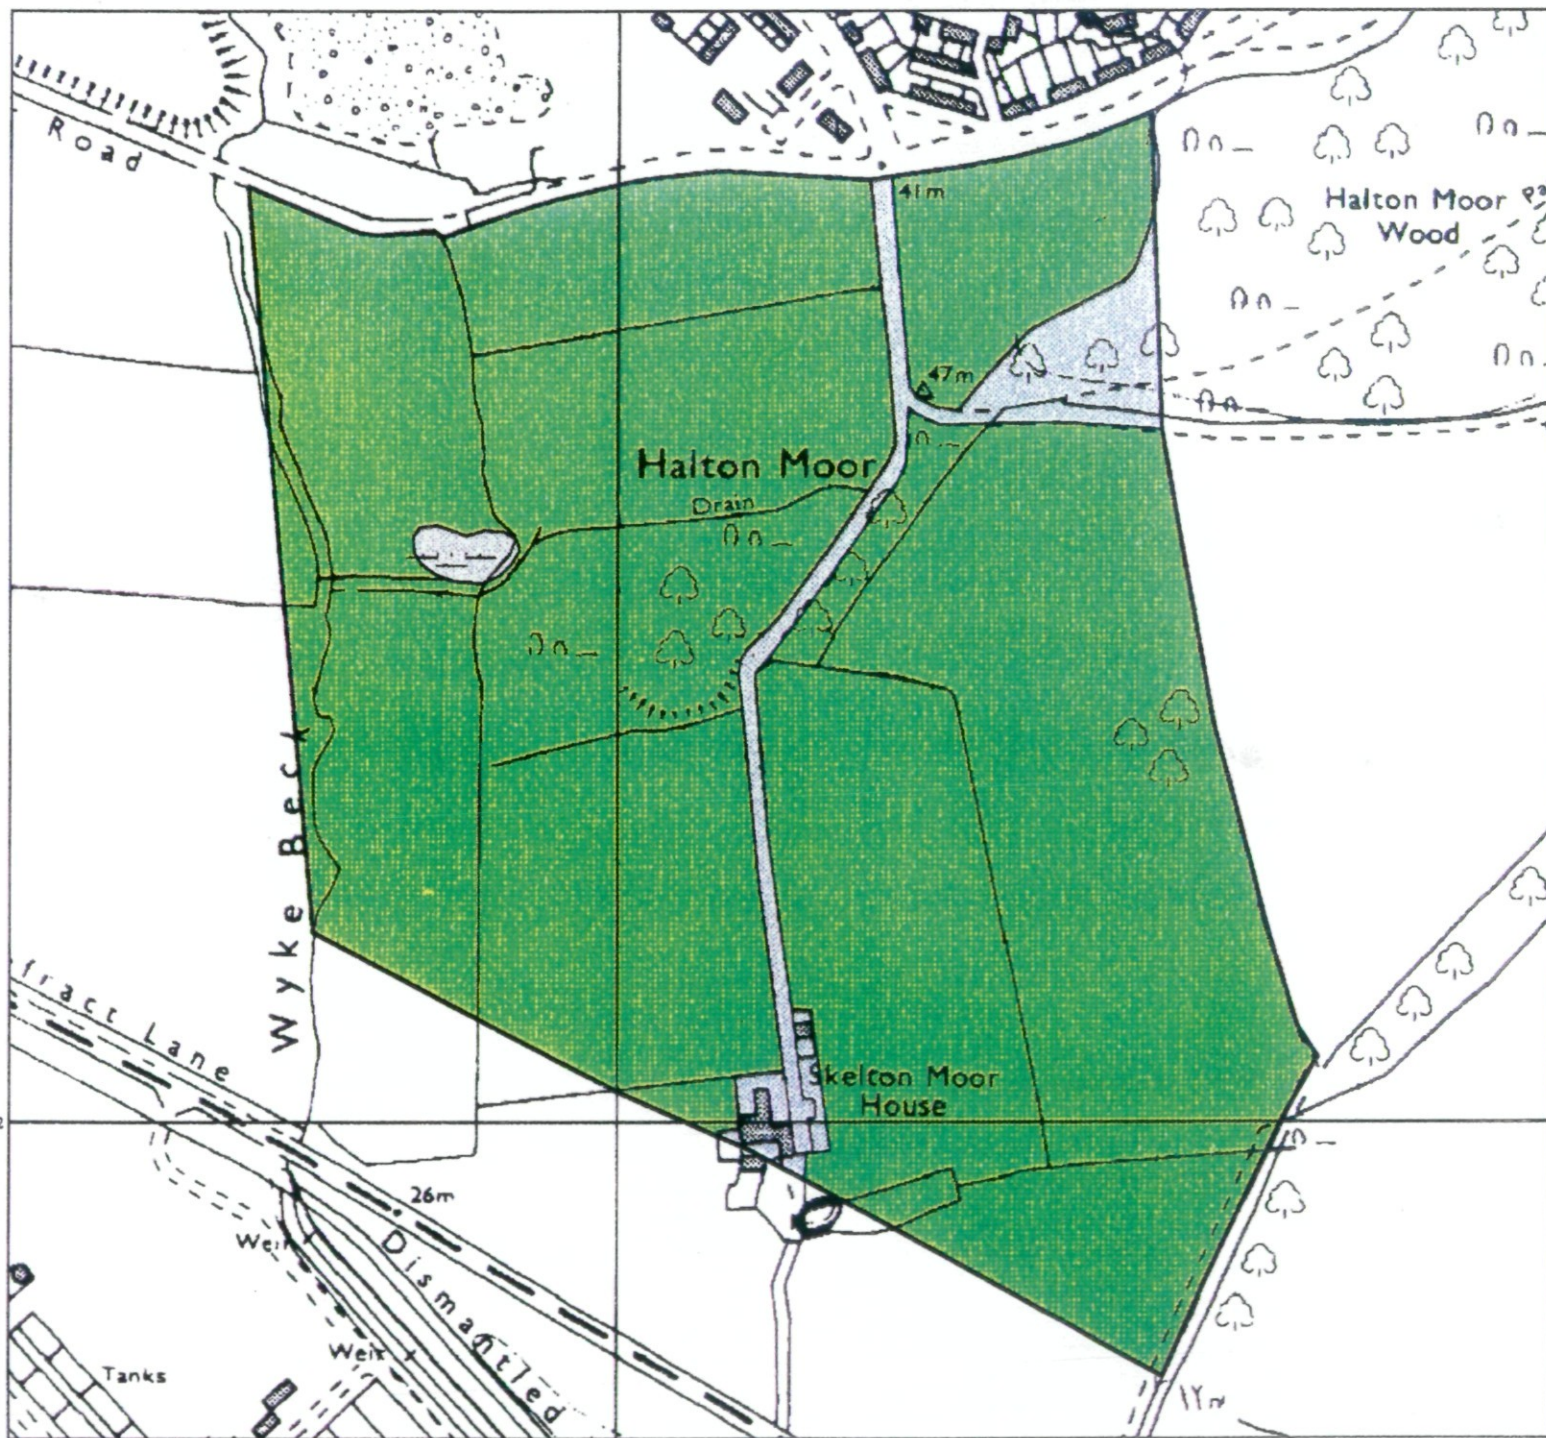 Road
41m
Halton Moor
Wood
47m
Halton Moor
Drain
Wyke Beck
fract Lane
Skelton Moor
House
26m
Weir
Dismantled
Weir
Tanks